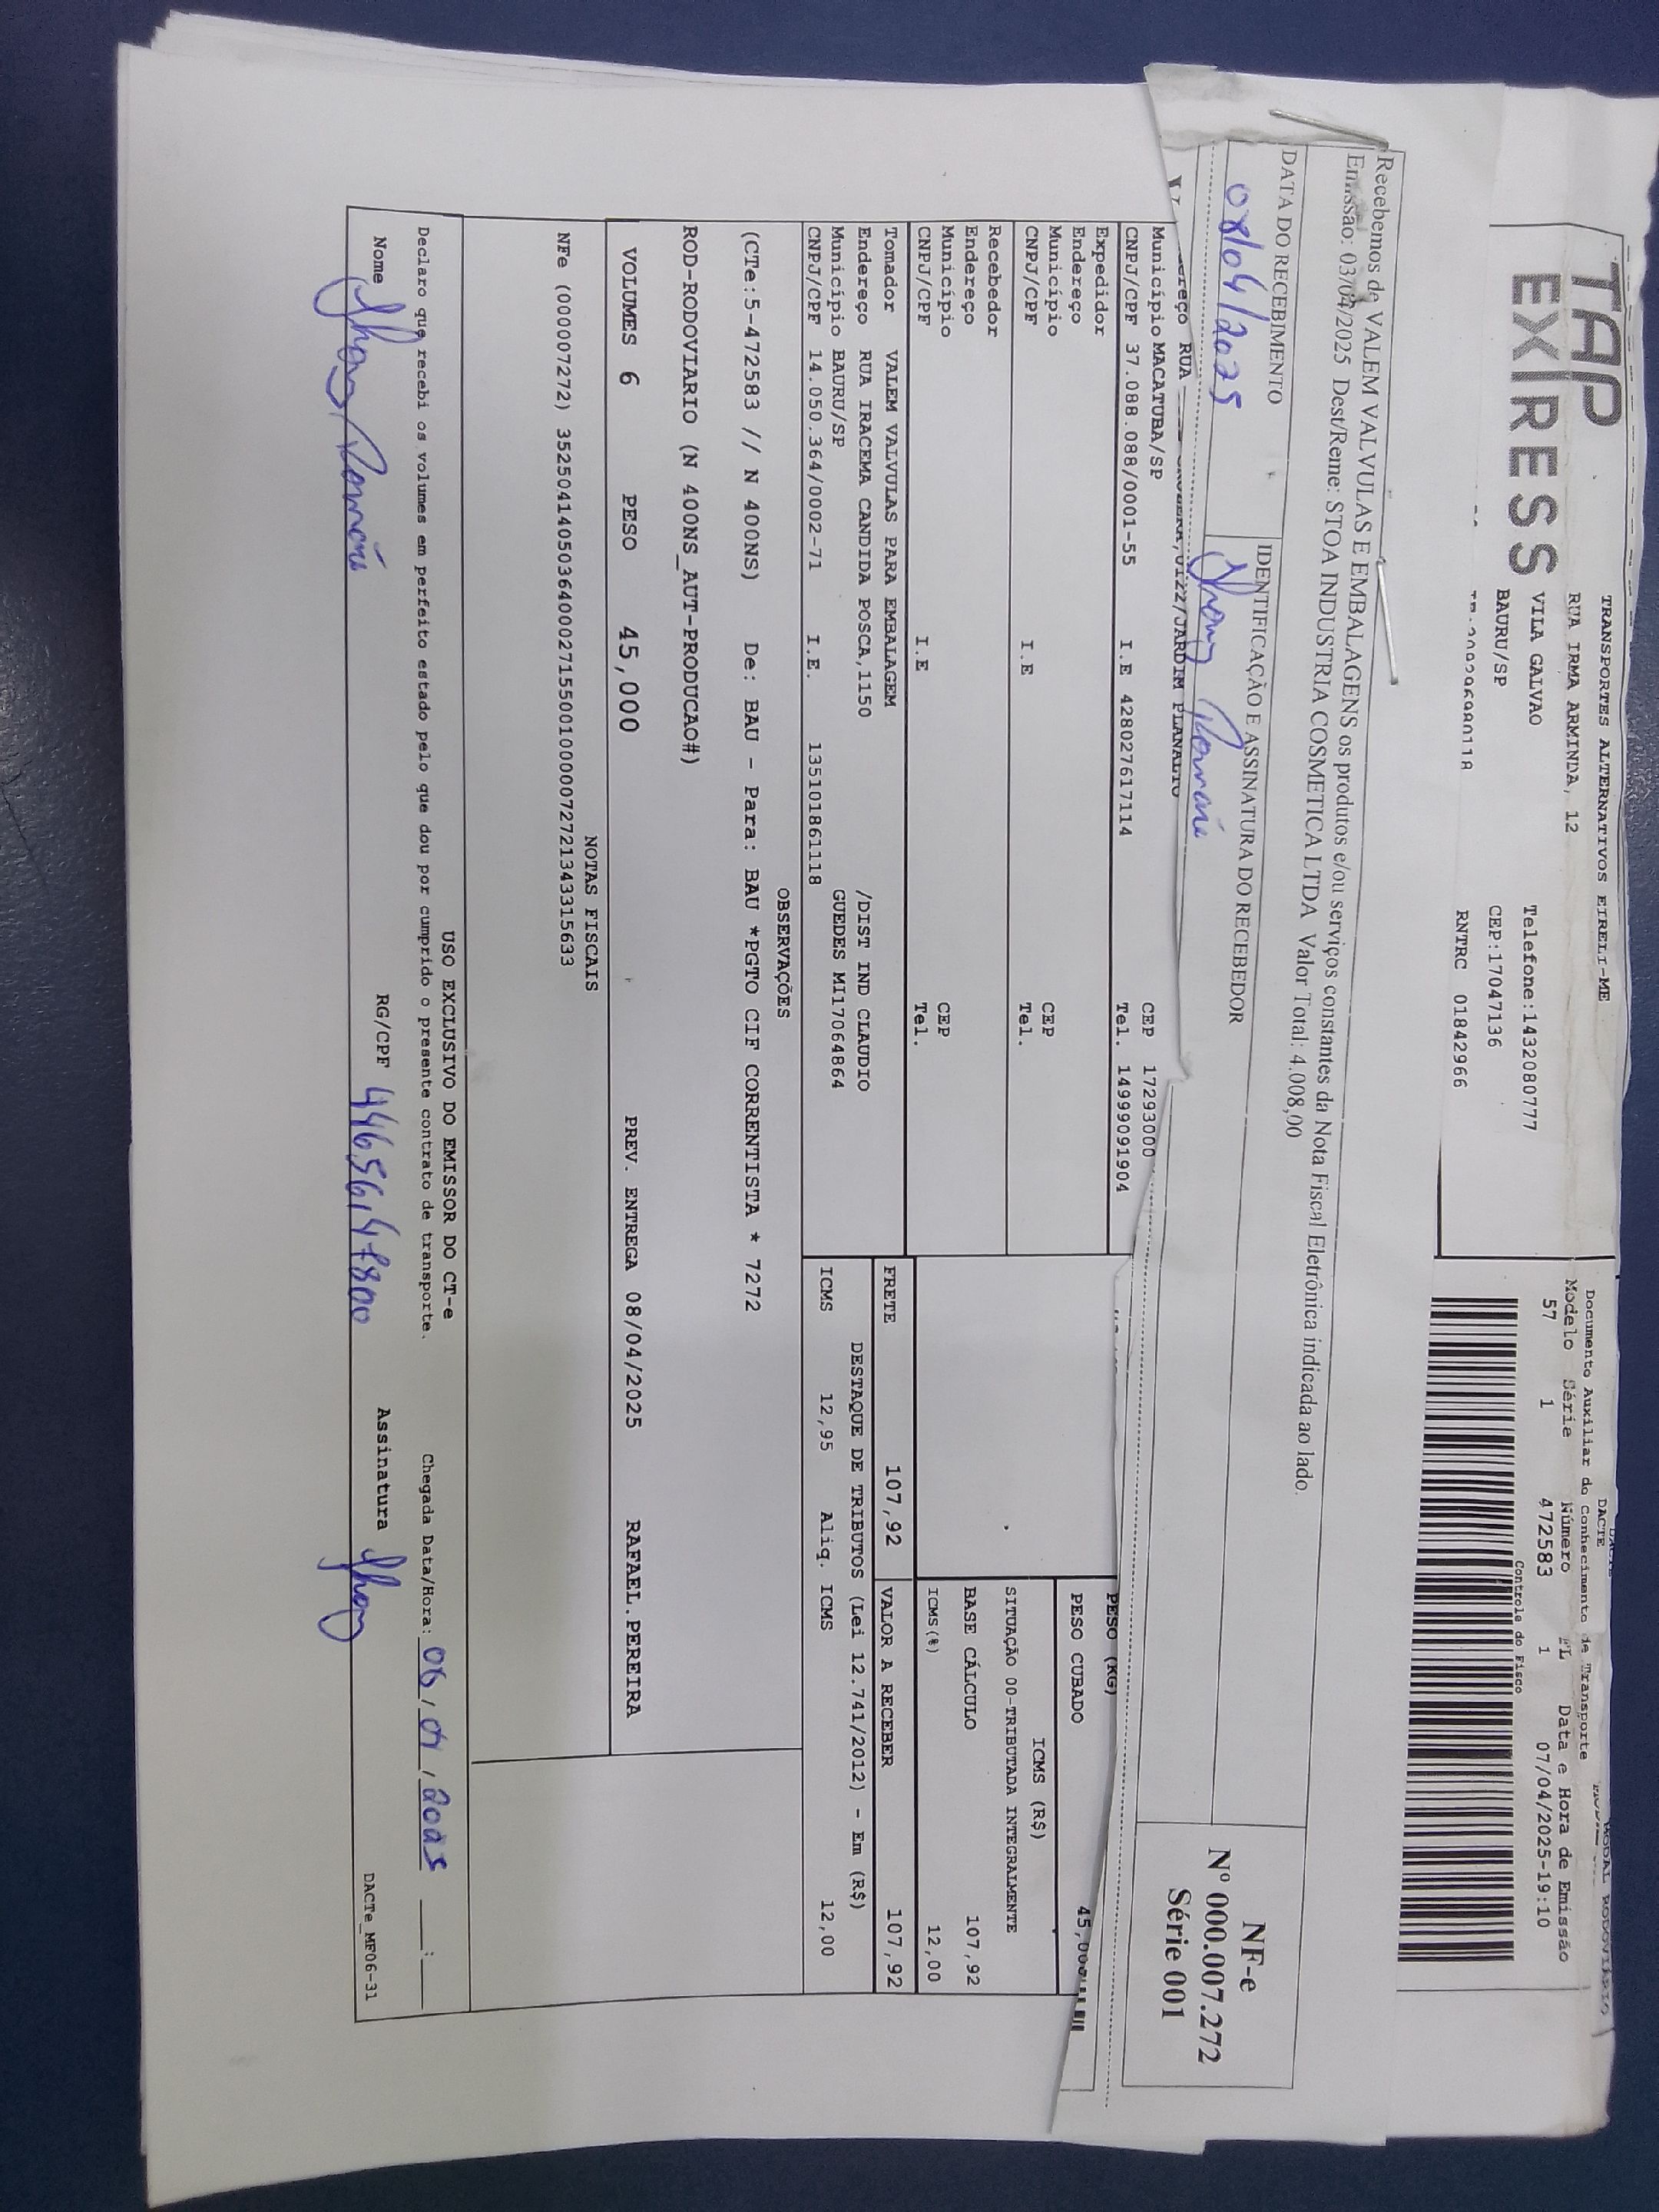 TAP
EXPRESS
TRANSPORTES ALTERNATIVOS EIRELI-ME
RUA IRMA ARMINDA, 12
VILA GALVAO Telefone:1432080777
BAURU/SP CEP:17047136
RNTRC 01842966
MODAL RODOVIÁRIO
DACTE
Documento Auxiliar do Conhecimento de Transporte
Modelo Série Número FL Data e Hora de Emissão
57 1 472583 1 07/04/2025-19:10
Controle do Fisco
Recebemos de VALEM VALVULAS E EMBALAGENS os produtos e/ou serviços constantes da Nota Fiscal Eletrônica indicada ao lado.
Emissão: 03/04/2025 Dest/Reme: STOA INDUSTRIA COSMETICA LTDA Valor Total: 4.008,00
DATA DO RECEBIMENTO IDENTIFICAÇÃO E ASSINATURA DO RECEBEDOR
08/04/2025
NF-e
Nº 000.007.272
Série 001
RUA JARDIM PLANALTO
Município MACATUBA/SP CEP 17293000
CNPJ/CPF 37.088.088/0001-55 I.E 428027617114 Tel. 14999091904
PESO (KG)
PESO CUBADO
Expedidor
Endereço
Município CEP
CNPJ/CPF I.E Tel.
ICMS (R$)
SITUAÇÃO 00-TRIBUTADA INTEGRALMENTE
Recebedor
Endereço
Município CEP
CNPJ/CPF I.E Tel.
BASE CÁLCULO 107,92
ICMS(%) 12,00
Tomador VALEM VALVULAS PARA EMBALAGEM
Endereço RUA IRACEMA CANDIDA POSCA,1150 /DIST IND CLAUDIO
Município BAURU/SP GUEDES MI17064864
CNPJ/CPF 14.050.364/0002-71 I.E. 135101861118
FRETE 107,92 VALOR A RECEBER 107,92
DESTAQUE DE TRIBUTOS (Lei 12.741/2012) - Em (R$)
ICMS 12,95 Aliq. ICMS 12,00
OBSERVAÇÕES
(CTe:5-472583 // N 400NS) De: BAU - Para: BAU *PGTO CIF CORRENTISTA * 7272
ROD-RODOVIARIO (N 400NS_AUT-PRODUCAO#)
VOLUMES 6 PESO 45,000 PREV. ENTREGA 08/04/2025 RAFAEL.PEREIRA
NOTAS FISCAIS
NFe (000007272) 35250414050364000271550010000072721343315633
USO EXCLUSIVO DO EMISSOR DO CT-e
Declaro que recebi os volumes em perfeito estado pelo que dou por cumprido o presente contrato de transporte. Chegada Data/Hora:
Nome RG/CPF Assinatura
DACTe_MF06-31